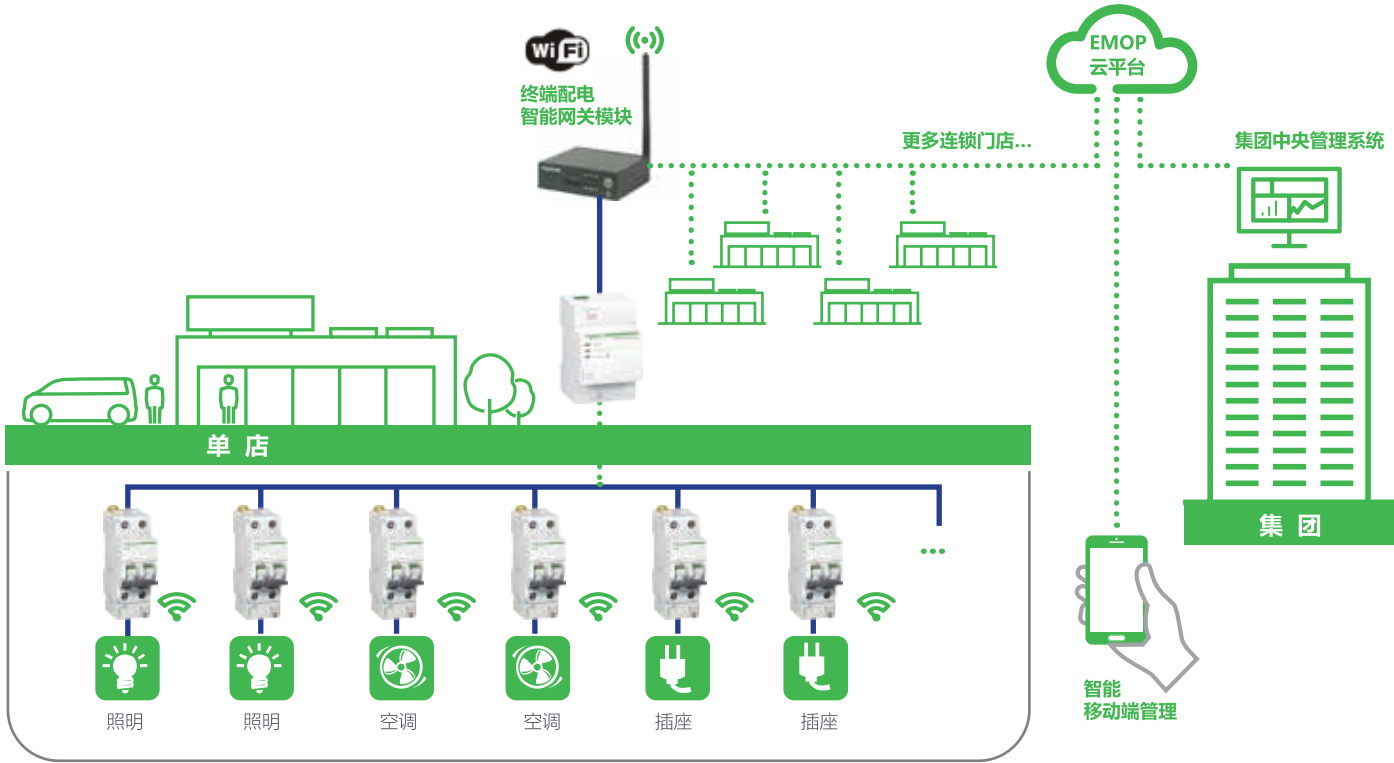 WiFi
EMOP
云平台
终端配电
智能网关模块
更多连锁门店...
集团中央管理系统
单 店
集 团
照明
照明
空调
空调
插座
插座
智能
移动端管理